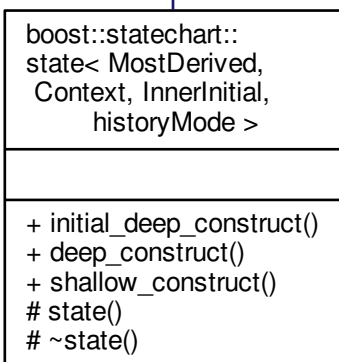 boost::statechart::
state< MostDerived,
Context, InnerInitial,
historyMode >
+ initial_deep_construct()
+ deep_construct()
+ shallow_construct()
# state()
# ~state()